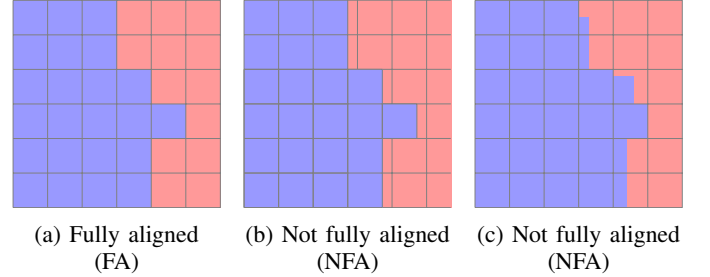 (a) Fully aligned
(FA)
(b) Not fully aligned
(NFA)
(c) Not fully aligned
(NFA)